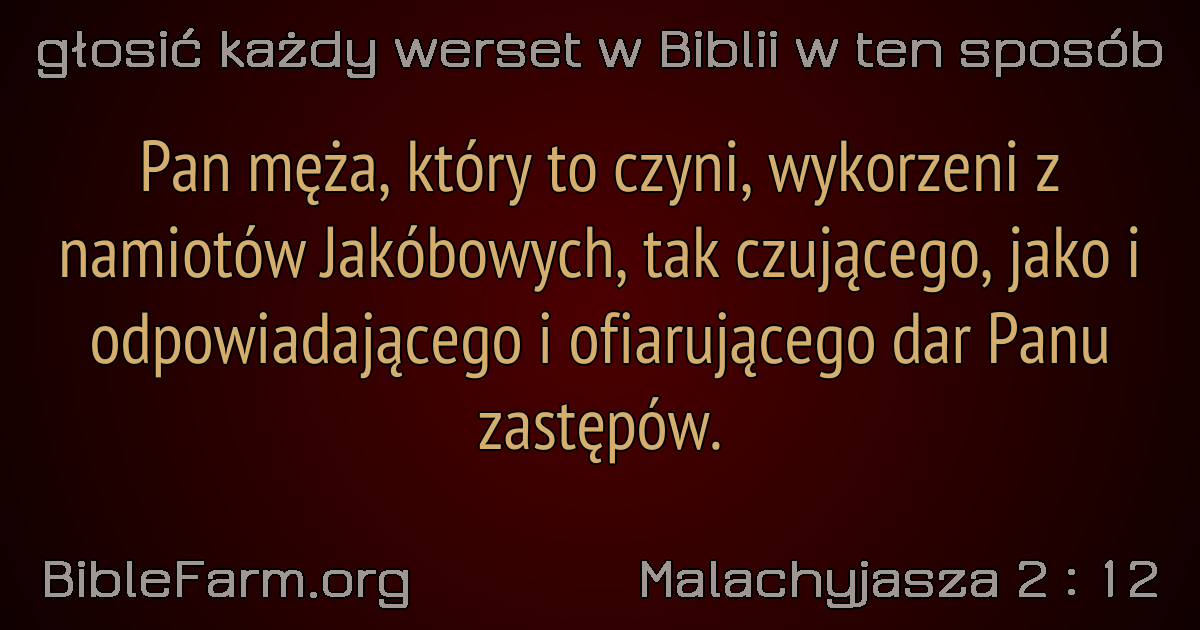 głosić każdy werset w Biblii w ten sposób
Pan męża, który to czyni, wykorzeni z
namiotów Jakóbowych, tak czującego, jako i
odpowiadającego i ofiarującego dar Panu
zastępów.
BibleFarm.org
Malachyjasza 2 : 12